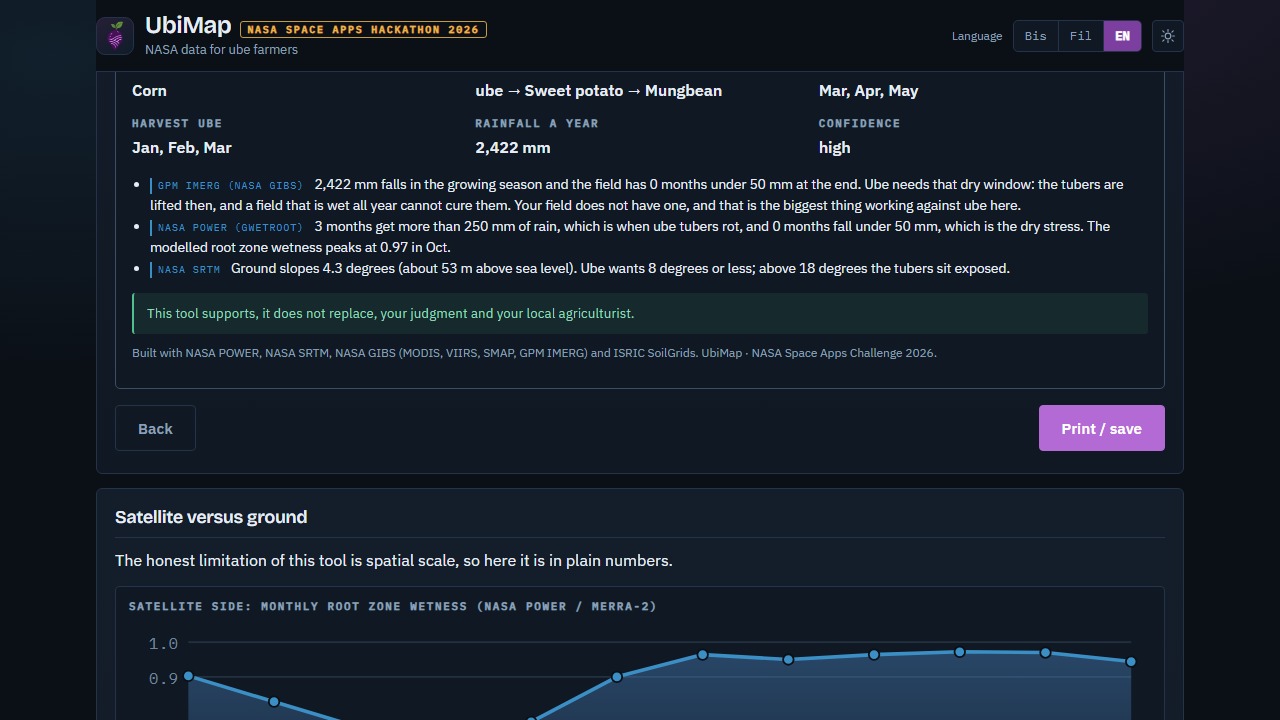 UbiMap NASA SPACE APPS HACKATHON 2026
NASA data for ube farmers
Language Bis Fil EN
Corn ube → Sweet potato → Mungbean Mar, Apr, May
HARVEST UBE RAINFALL A YEAR CONFIDENCE
Jan, Feb, Mar 2,422 mm high
• GPM IMERG (NASA GIBS) 2,422 mm falls in the growing season and the field has 0 months under 50 mm at the end. Ube needs that dry window: the tubers are
lifted then, and a field that is wet all year cannot cure them. Your field does not have one, and that is the biggest thing working against ube here.
• NASA POWER (GWETROOT) 3 months get more than 250 mm of rain, which is when ube tubers rot, and 0 months fall under 50 mm, which is the dry stress. The
modelled root zone wetness peaks at 0.97 in Oct.
• NASA SRTM Ground slopes 4.3 degrees (about 53 m above sea level). Ube wants 8 degrees or less; above 18 degrees the tubers sit exposed.
This tool supports, it does not replace, your judgment and your local agriculturist.
Built with NASA POWER, NASA SRTM, NASA GIBS (MODIS, VIIRS, SMAP, GPM IMERG) and ISRIC SoilGrids. UbiMap · NASA Space Apps Challenge 2026.
Back Print / save
Satellite versus ground
The honest limitation of this tool is spatial scale, so here it is in plain numbers.
SATELLITE SIDE: MONTHLY ROOT ZONE WETNESS (NASA POWER / MERRA-2)
1.0
0.9